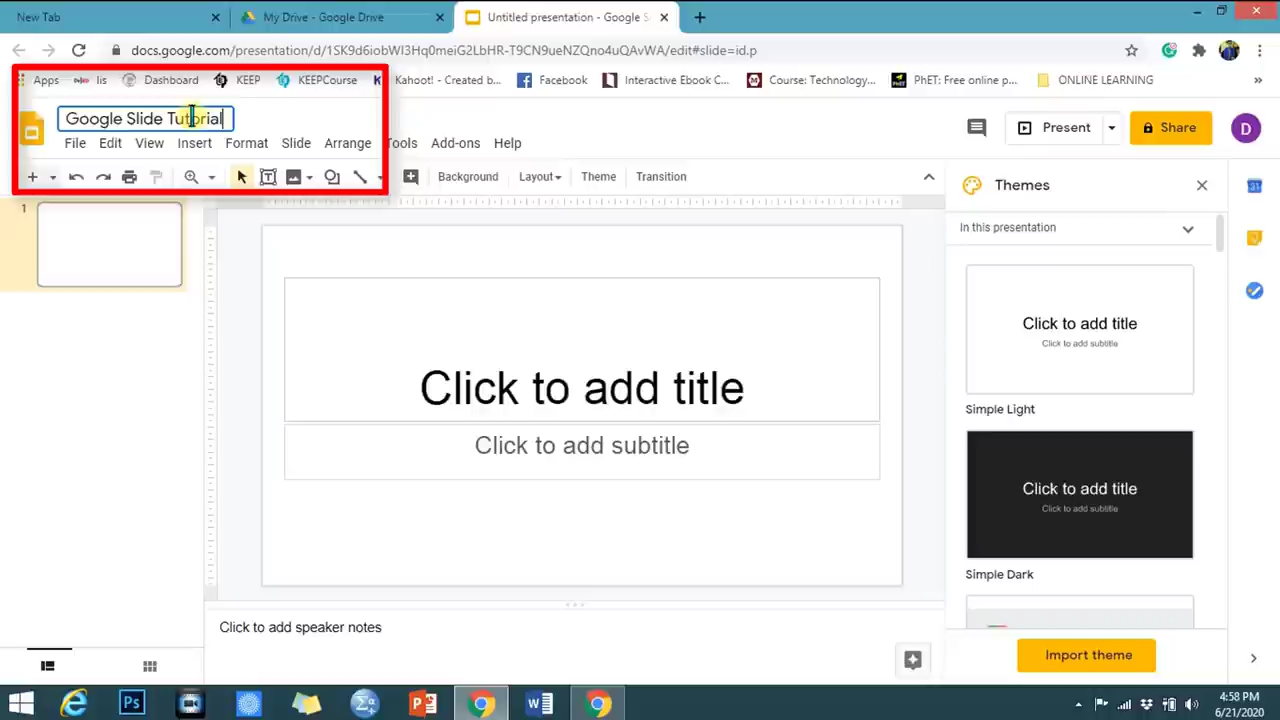 New Tab
My Drive - Google Drive
Untitled presentation - Google S
docs.google.com/presentation/d/1SK9d6iobWI3Hq0meiG2LbHR-T9CN9ueNZQno4uQAvWA/edit#slide=id.p
Apps lis Dashboard KEEP KEEPCourse Kahoot! - Created b... Facebook Interactive Ebook C... Course: Technology... PhET: Free online p... ONLINE LEARNING »
Google Slide Tutorial
File Edit View Insert Format Slide Arrange Tools Add-ons Help
Present
Share
D
Background Layout Theme Transition
Themes
In this presentation
1
Click to add title
Click to add subtitle
Click to add speaker notes
Click to add title
Click to add subtitle
Simple Light
Click to add title
Click to add subtitle
Simple Dark
Import theme
4:58 PM
6/21/2020